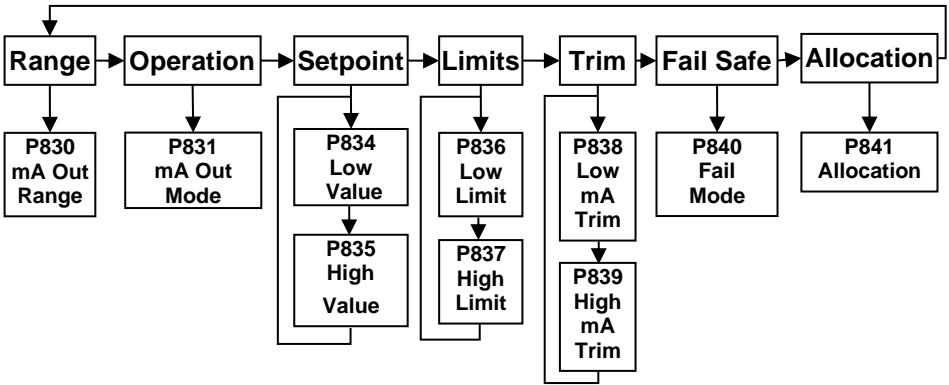 Range
Operation
Setpoint
Limits
Trim
Fail Safe
Allocation
P830
mA Out
Range
P831
mA Out
Mode
P834
Low
Value
P835
High
Value
P836
Low
Limit
P837
High
Limit
P838
Low
mA
Trim
P839
High
mA
Trim
P840
Fail
Mode
P841
Allocation